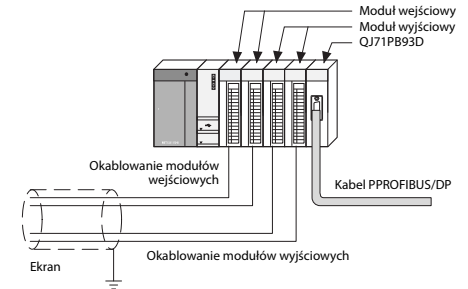 Moduł wejściowy
Moduł wyjściowy
QJ71PB93D
Okablowanie modułów
wejściowych
Kabel PPROFIBUS/DP
Okablowanie modułów wyjściowych
Ekran